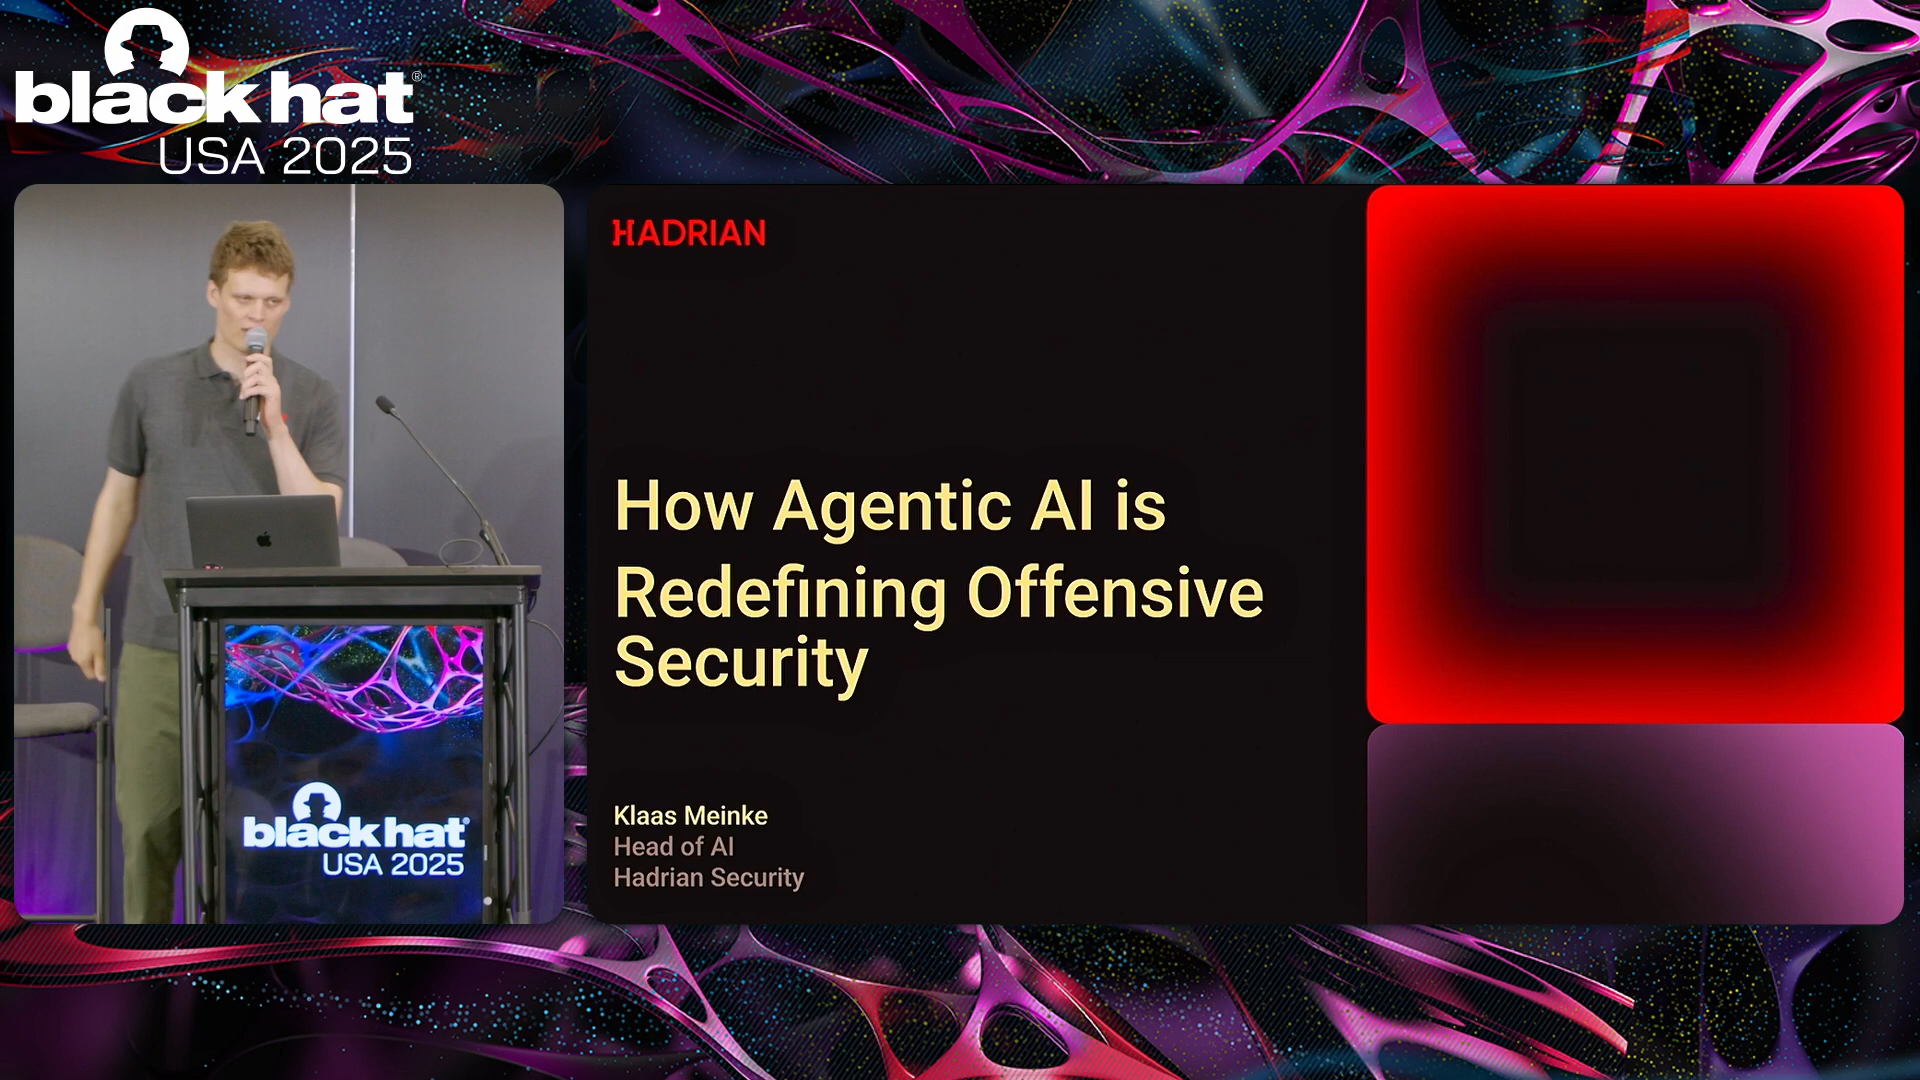 black hat®
USA 2025
HADRIAN
How Agentic AI is
Redefining Offensive
Security
Klaas Meinke
Head of AI
Hadrian Security
black hat®
USA 2025